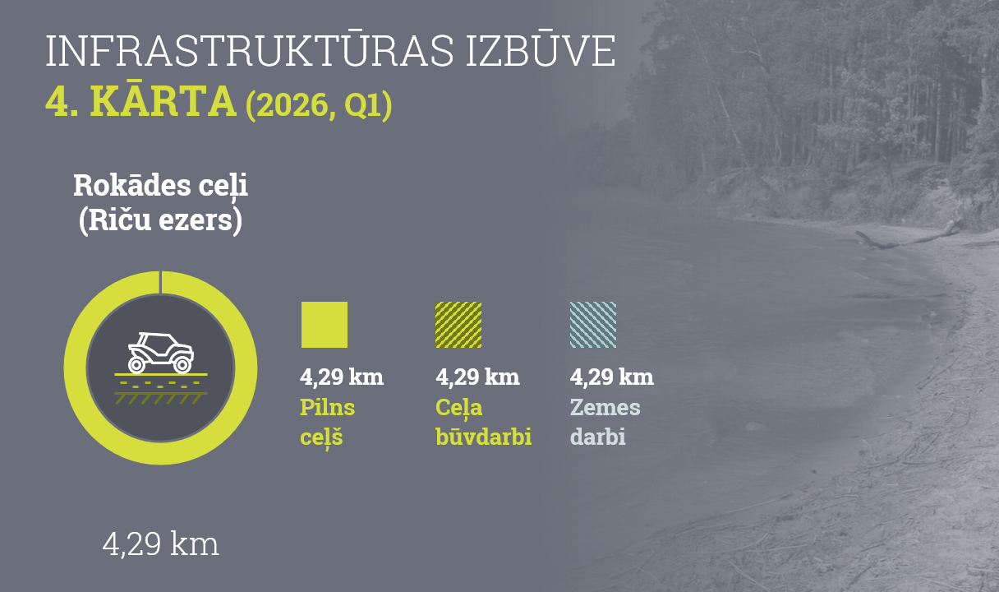 INFRASTRUKTŪRAS IZBŪVE
4. KĀRTA (2026, Q1)
Rokādes ceļi
(Riču ezers)
4,29 km
Pilns
ceļš
4,29 km
Ceļa
būvdarbi
4,29 km
Zemes
darbi
4,29 km